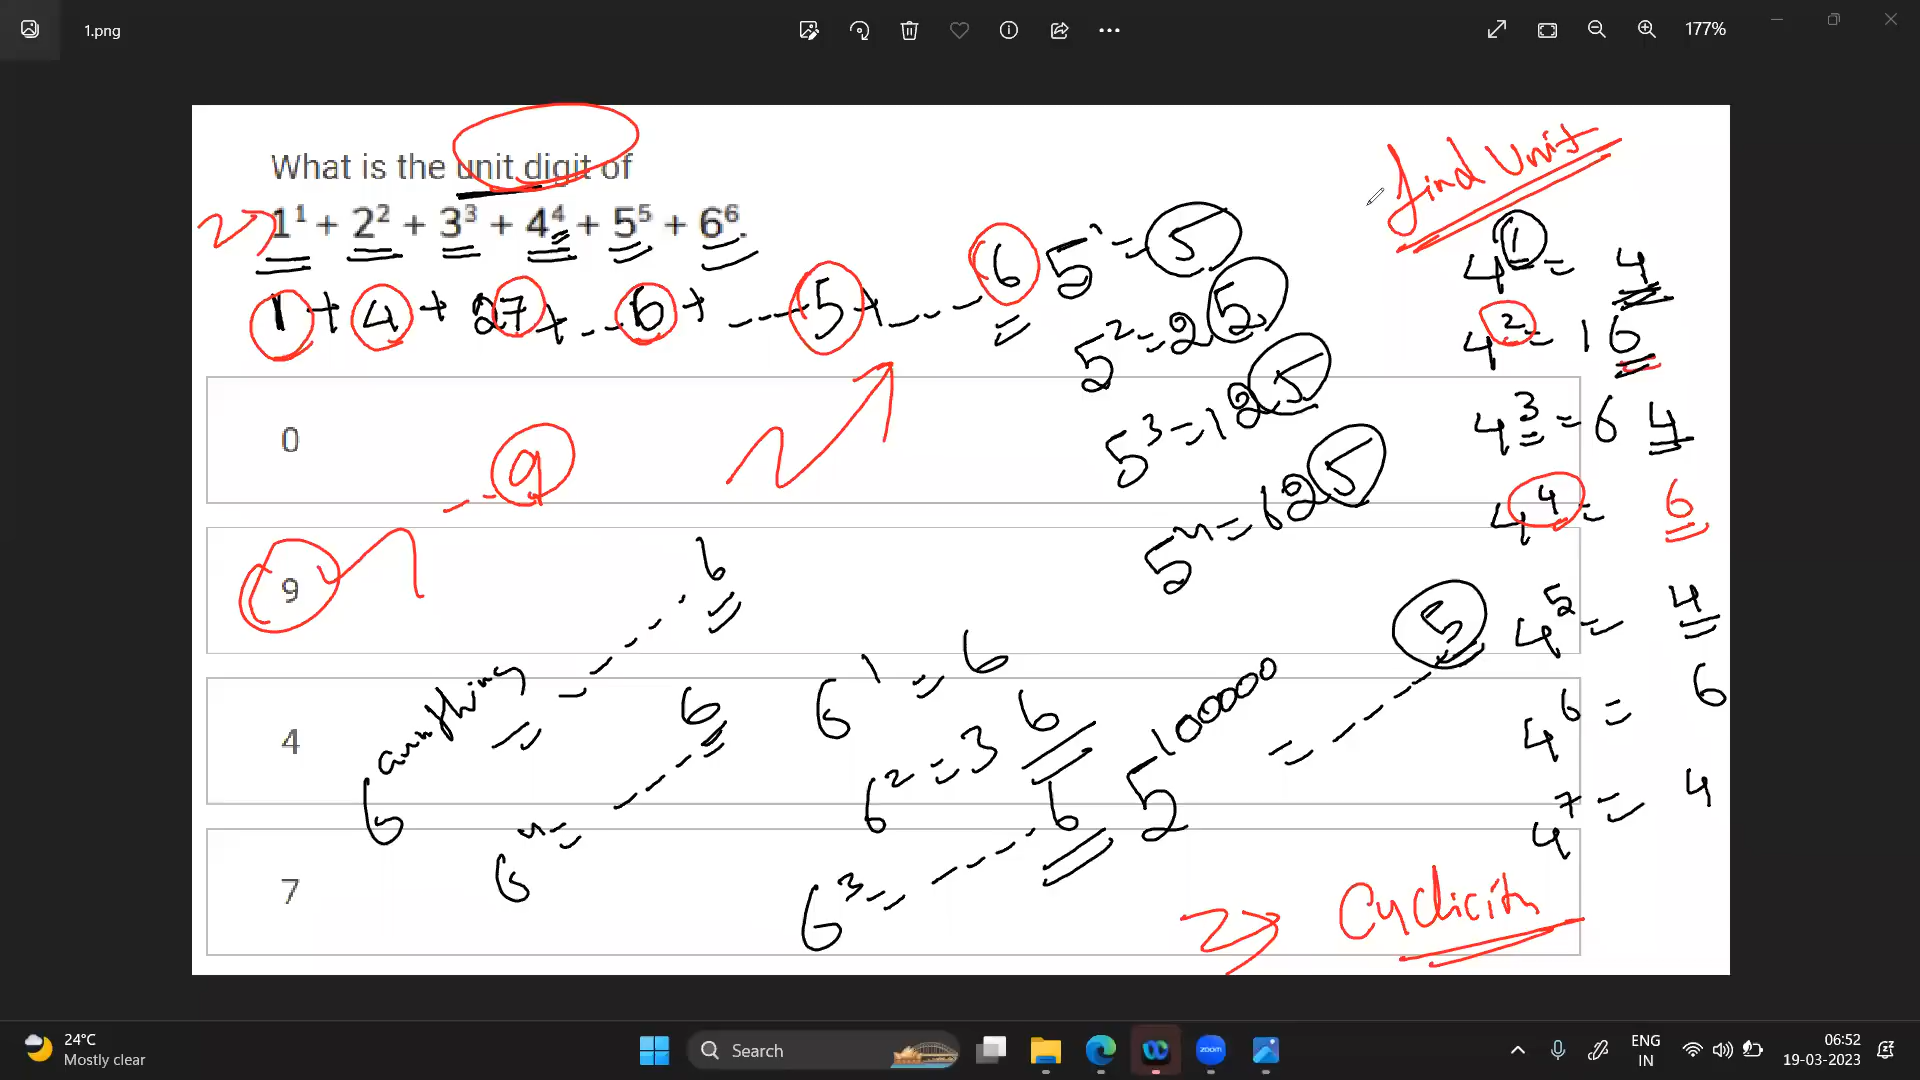 1.png
177%
What is the unit digit of
1¹ + 2² + 3³ + 4⁴ + 5⁵ + 6⁶.
1 + 4 + 27 + --6 + ----5 + --- 6
find Unit
0
9
9
4
7
5¹ = 5
5² = 25
5³ = 125
5⁴ = 625
5¹⁰⁰⁰⁰⁰ = ---- 5
4¹ = 4
4² = 16
4³ = 64
4⁴ = 6
4⁵ = 4
4⁶ = 6
4⁷ = 4
6 anything = ---- 6
6⁴ = ---- 6
6¹ = 6
6² = 36
6³ = ---- 6
Cyclicity
24°C
Mostly clear
Search
zoom
ENG
IN
06:52
19-03-2023